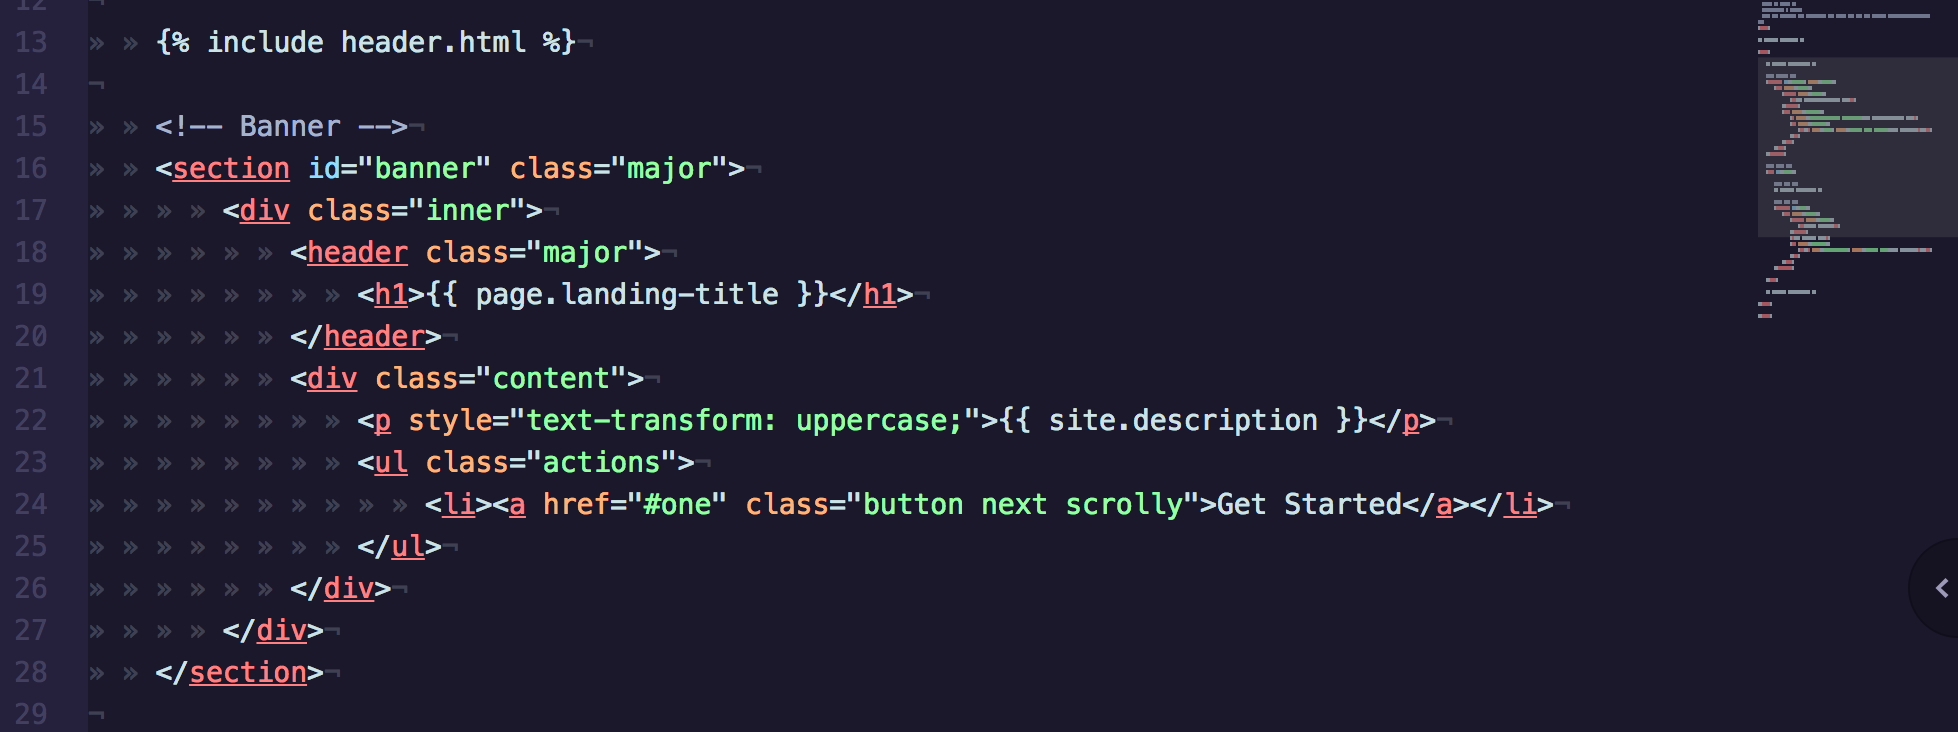 12
13 {% include header.html %}
14
15 <!-- Banner -->
16 <section id="banner" class="major">
17 <div class="inner">
18 <header class="major">
19 <h1>{{ page.landing-title }}</h1>
20 </header>
21 <div class="content">
22 <p style="text-transform: uppercase;">{{ site.description }}</p>
23 <ul class="actions">
24 <li><a href="#one" class="button next scrolly">Get Started</a></li>
25 </ul>
26 </div>
27 </div>
28 </section>
29